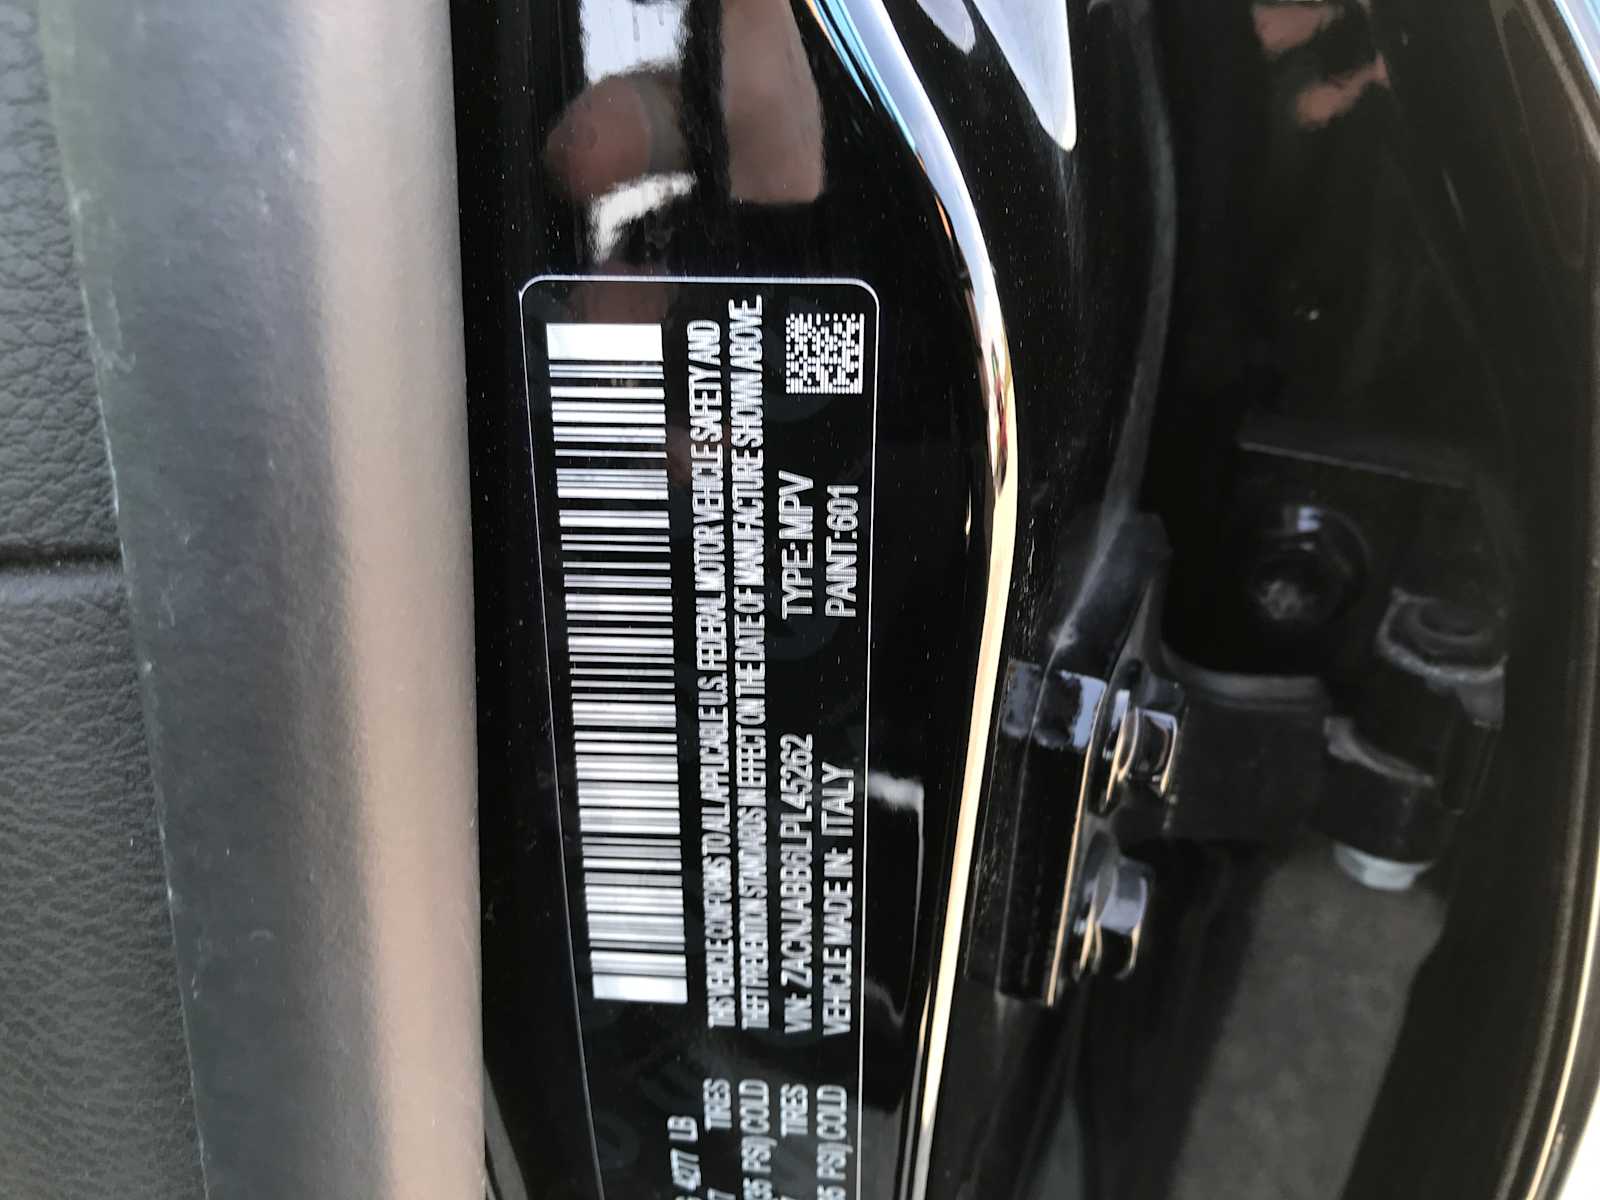 4277 LB
TIRES
35 PSI) COLD
TIRES
PSI) COLD
THIS VEHICLE CONFORMS TO ALL APPLICABLE U.S. FEDERAL MOTOR VEHICLE SAFETY AND
THEFT PREVENTION STANDARDS IN EFFECT ON THE DATE OF MANUFACTURE SHOWN ABOVE.
VIN: ZACNJABB6LPL45262 TYPE: MPV
VEHICLE MADE IN: ITALY PAINT:601